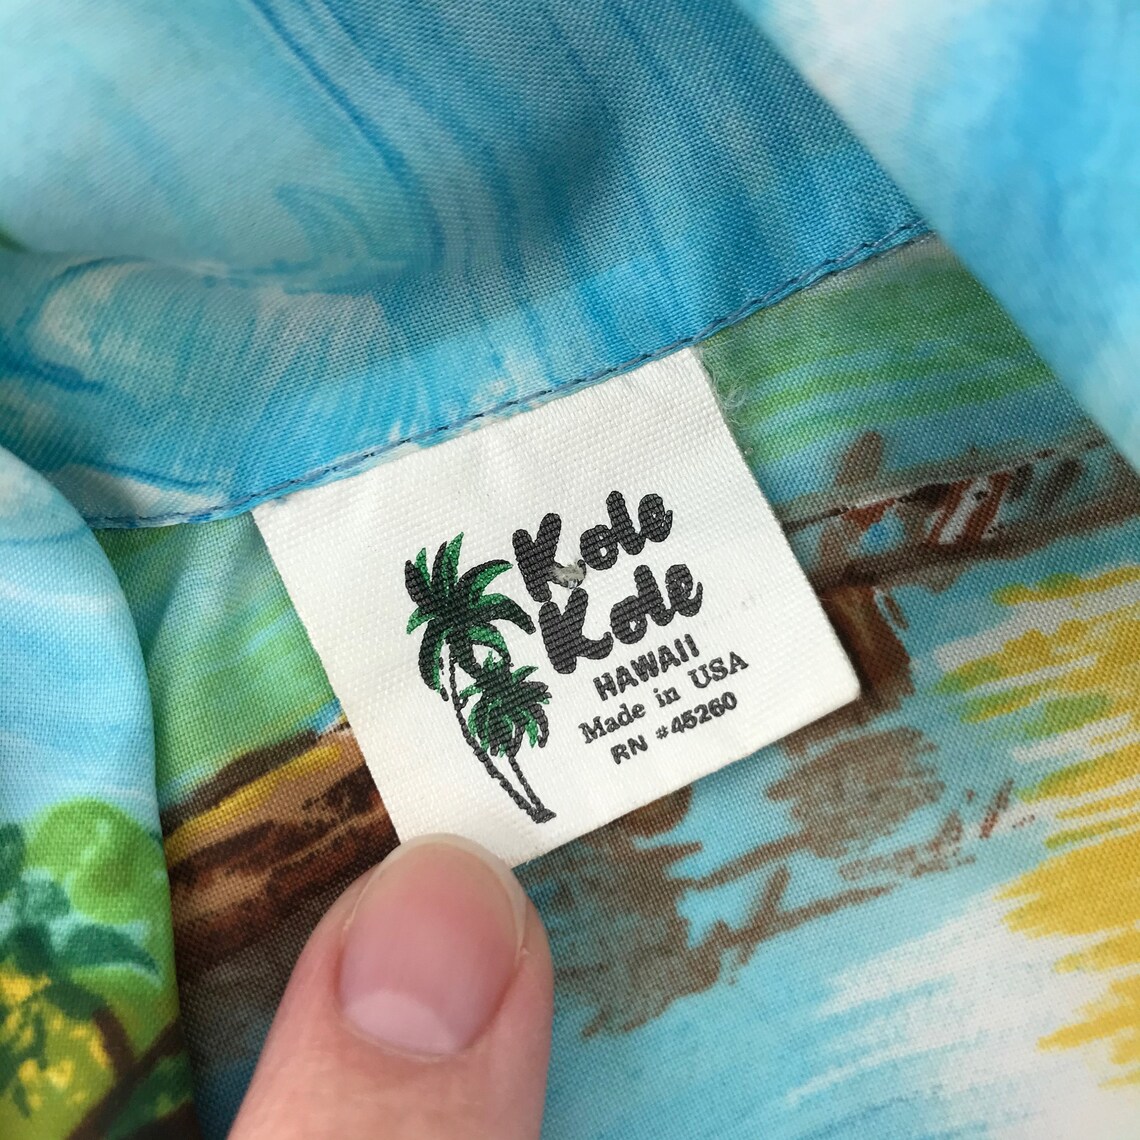 Kole
Kole
HAWAII
Made in USA
RN #45260